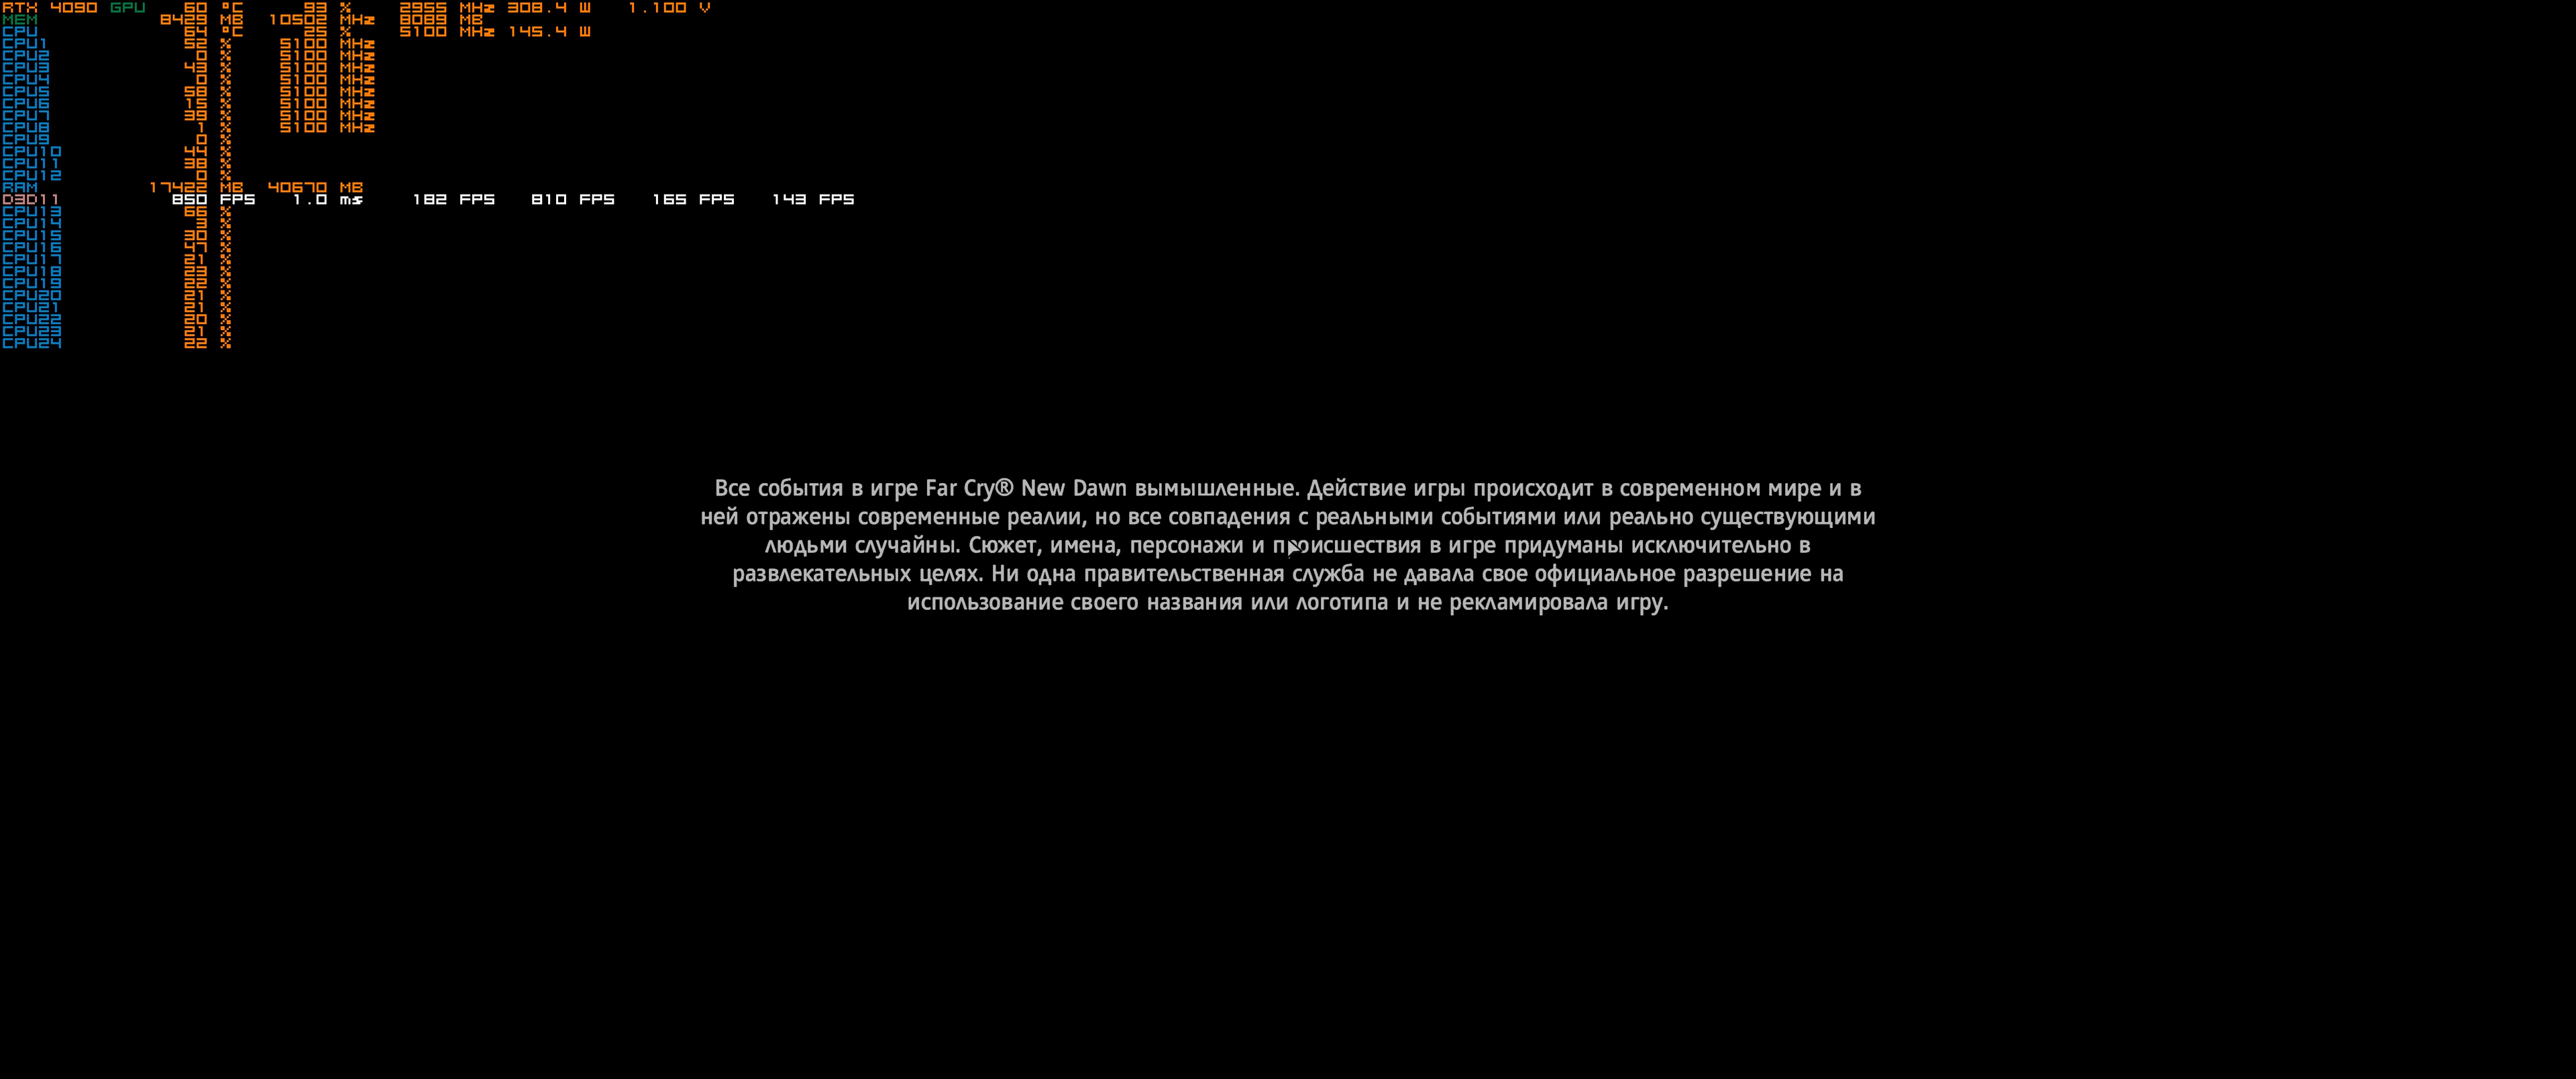 RTX 4090 GPU 60 °C 93 % 2955 MHz 308.4 W 1.100 V
MEM 8429 MB 10502 MHz 8089 MB
CPU 64 °C 25 % 5100 MHz 145.4 W
CPU1 52 % 5100 MHz
CPU2 0 % 5100 MHz
CPU3 43 % 5100 MHz
CPU4 0 % 5100 MHz
CPU5 58 % 5100 MHz
CPU6 15 % 5100 MHz
CPU7 39 % 5100 MHz
CPU8 1 % 5100 MHz
CPU9 0 %
CPU10 44 %
CPU11 38 %
CPU12 0 %
RAM 17422 MB 40670 MB
D3D11 850 FPS 1.0 ms 182 FPS 810 FPS 165 FPS 143 FPS
CPU13 66 %
CPU14 3 %
CPU15 30 %
CPU16 47 %
CPU17 21 %
CPU18 23 %
CPU19 22 %
CPU20 21 %
CPU21 21 %
CPU22 20 %
CPU23 21 %
CPU24 22 %
Все события в игре Far Cry® New Dawn вымышленные. Действие игры происходит в современном мире и в
ней отражены современные реалии, но все совпадения с реальными событиями или реально существующими
людьми случайны. Сюжет, имена, персонажи и происшествия в игре придуманы исключительно в
развлекательных целях. Ни одна правительственная служба не давала свое официальное разрешение на
использование своего названия или логотипа и не рекламировала игру.